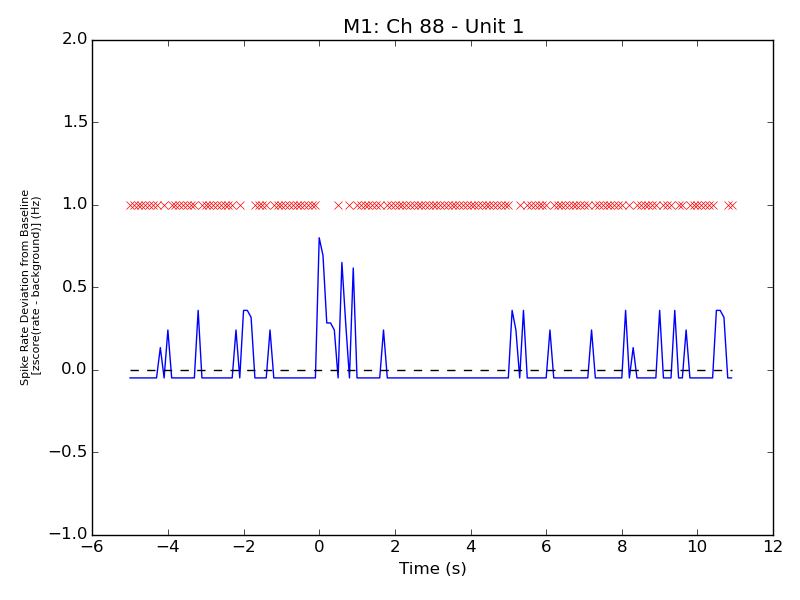 M1: Ch 88 - Unit 1
2.0
1.5
1.0
0.5
0.0
−0.5
−1.0
Spike Rate Deviation from Baseline
[zscore(rate - background)] (Hz)
−6 −4 −2 0 2 4 6 8 10 12
Time (s)